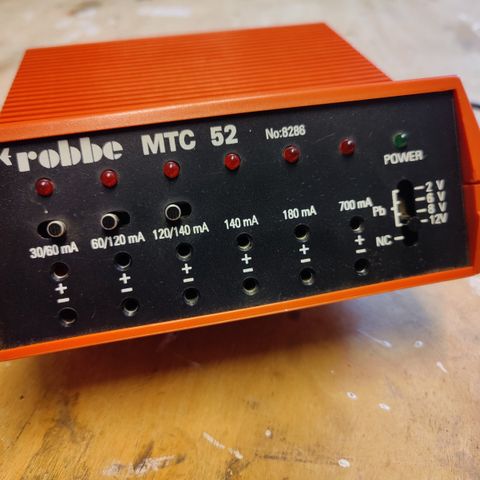 robbe MTC 52 No:8286
POWER
30/60 mA 60/120 mA 120/140 mA 140 mA 180 mA 700 mA
+ + + + + +
− − − − − −
Pb
2 V
6 V
8 V
12V
NC